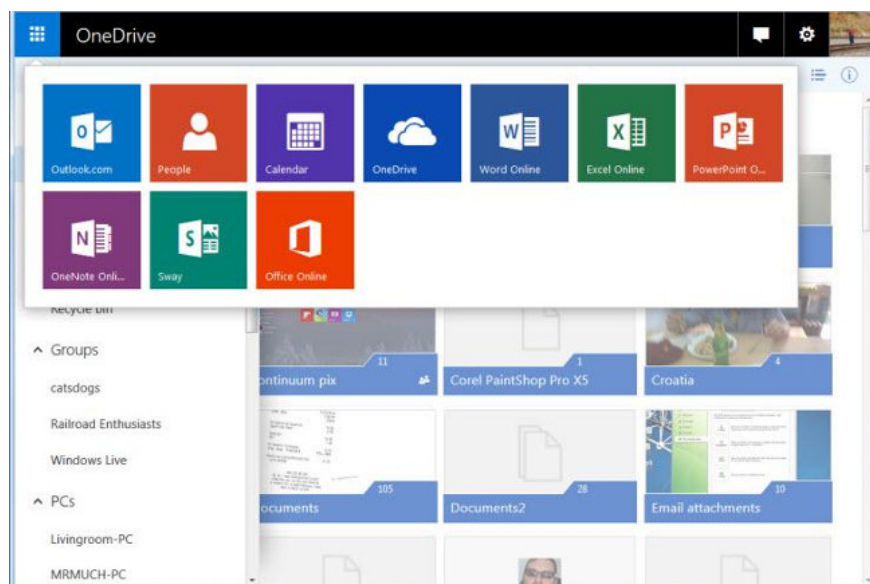 OneDrive
Outlook.com
People
Calendar
OneDrive
Word Online
Excel Online
PowerPoint O...
OneNote Onli...
Sway
Office Online
Recycle bin
Groups
catsdogs
Railroad Enthusiasts
Windows Live
PCs
Livingroom-PC
MRMUCH-PC
11
ontinuum pix
1
Corel PaintShop Pro X5
4
Croatia
105
ocuments
28
Documents2
10
Email attachments